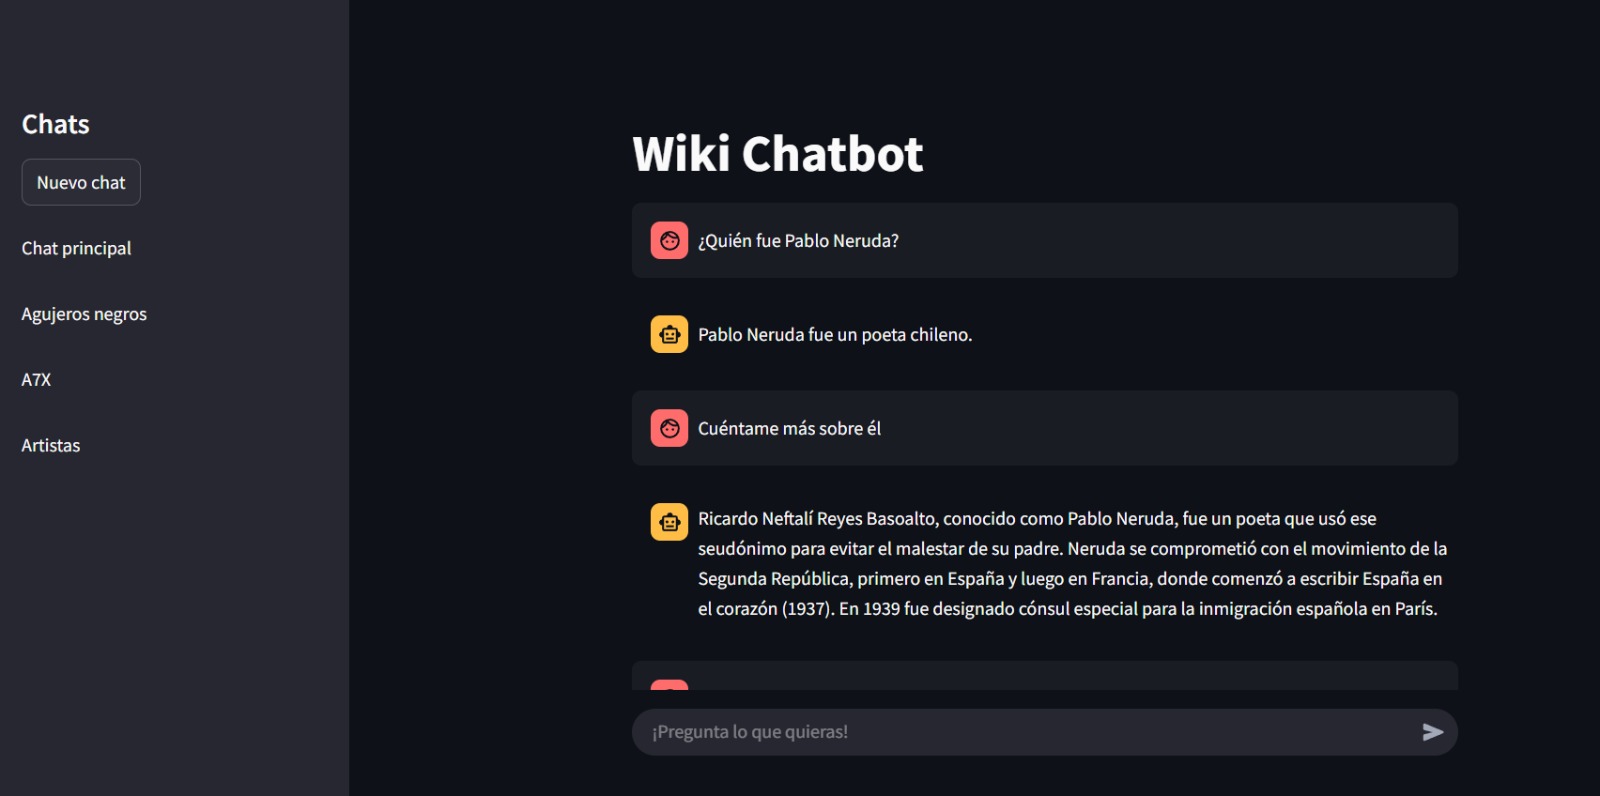 Chats
Nuevo chat
Chat principal
Agujeros negros
A7X
Artistas
Wiki Chatbot
¿Quién fue Pablo Neruda?
Pablo Neruda fue un poeta chileno.
Cuéntame más sobre él
Ricardo Neftalí Reyes Basoalto, conocido como Pablo Neruda, fue un poeta que usó ese
seudónimo para evitar el malestar de su padre. Neruda se comprometió con el movimiento de la
Segunda República, primero en España y luego en Francia, donde comenzó a escribir España en
el corazón (1937). En 1939 fue designado cónsul especial para la inmigración española en París.
¡Pregunta lo que quieras!